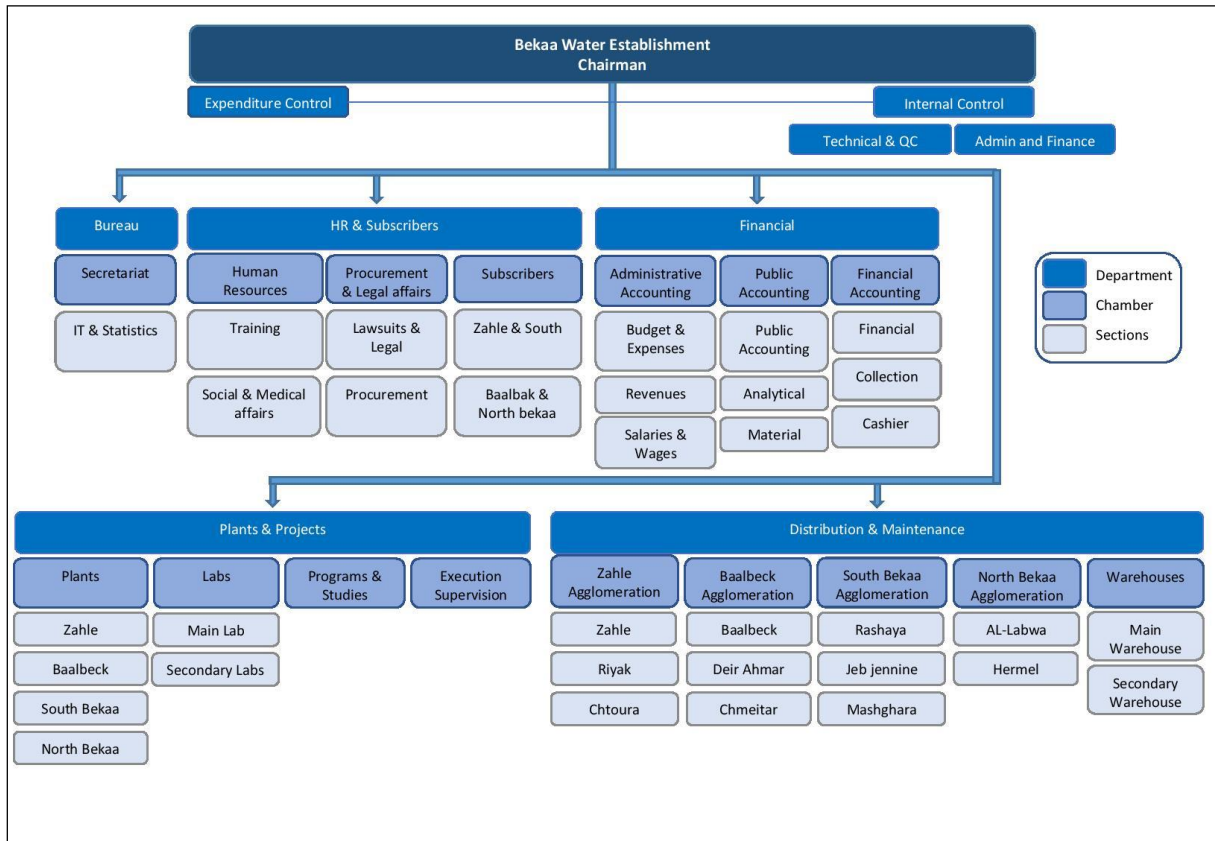 Bekaa Water Establishment
Chairman
Expenditure Control
Internal Control
Technical & QC
Admin and Finance
Bureau
HR & Subscribers
Financial
Secretariat
Human
Resources
Procurement
& Legal affairs
Subscribers
Administrative
Accounting
Public
Accounting
Financial
Accounting
IT & Statistics
Training
Lawsuits &
Legal
Zahle & South
Budget &
Expenses
Public
Accounting
Financial
Social & Medical
affairs
Procurement
Baalbak &
North bekaa
Revenues
Analytical
Collection
Salaries &
Wages
Material
Cashier
Department
Chamber
Sections
Plants & Projects
Distribution & Maintenance
Plants
Labs
Programs &
Studies
Execution
Supervision
Zahle
Agglomeration
Baalbeck
Agglomeration
South Bekaa
Agglomeration
North Bekaa
Agglomeration
Warehouses
Zahle
Main Lab
Zahle
Baalbeck
Rashaya
AL-Labwa
Main
Warehouse
Baalbeck
Secondary Labs
Riyak
Deir Ahmar
Jeb jennine
Hermel
Secondary
Warehouse
South Bekaa
Chtoura
Chmeitar
Mashghara
North Bekaa